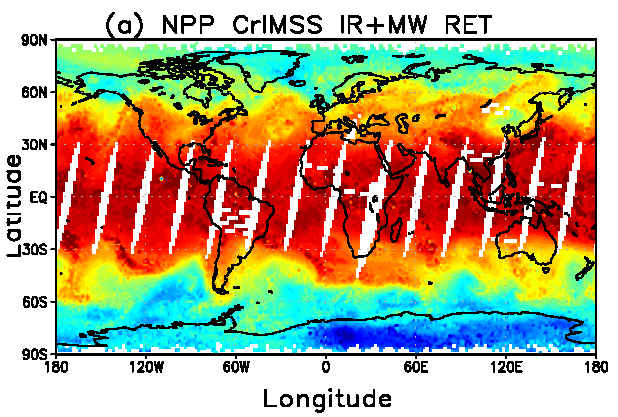 (a) NPP CrIMSS IR+MW RET
90N
60N
30N
EQ
30S
60S
90S
Latitude
180 120W 60W 0 60E 120E 180
Longitude